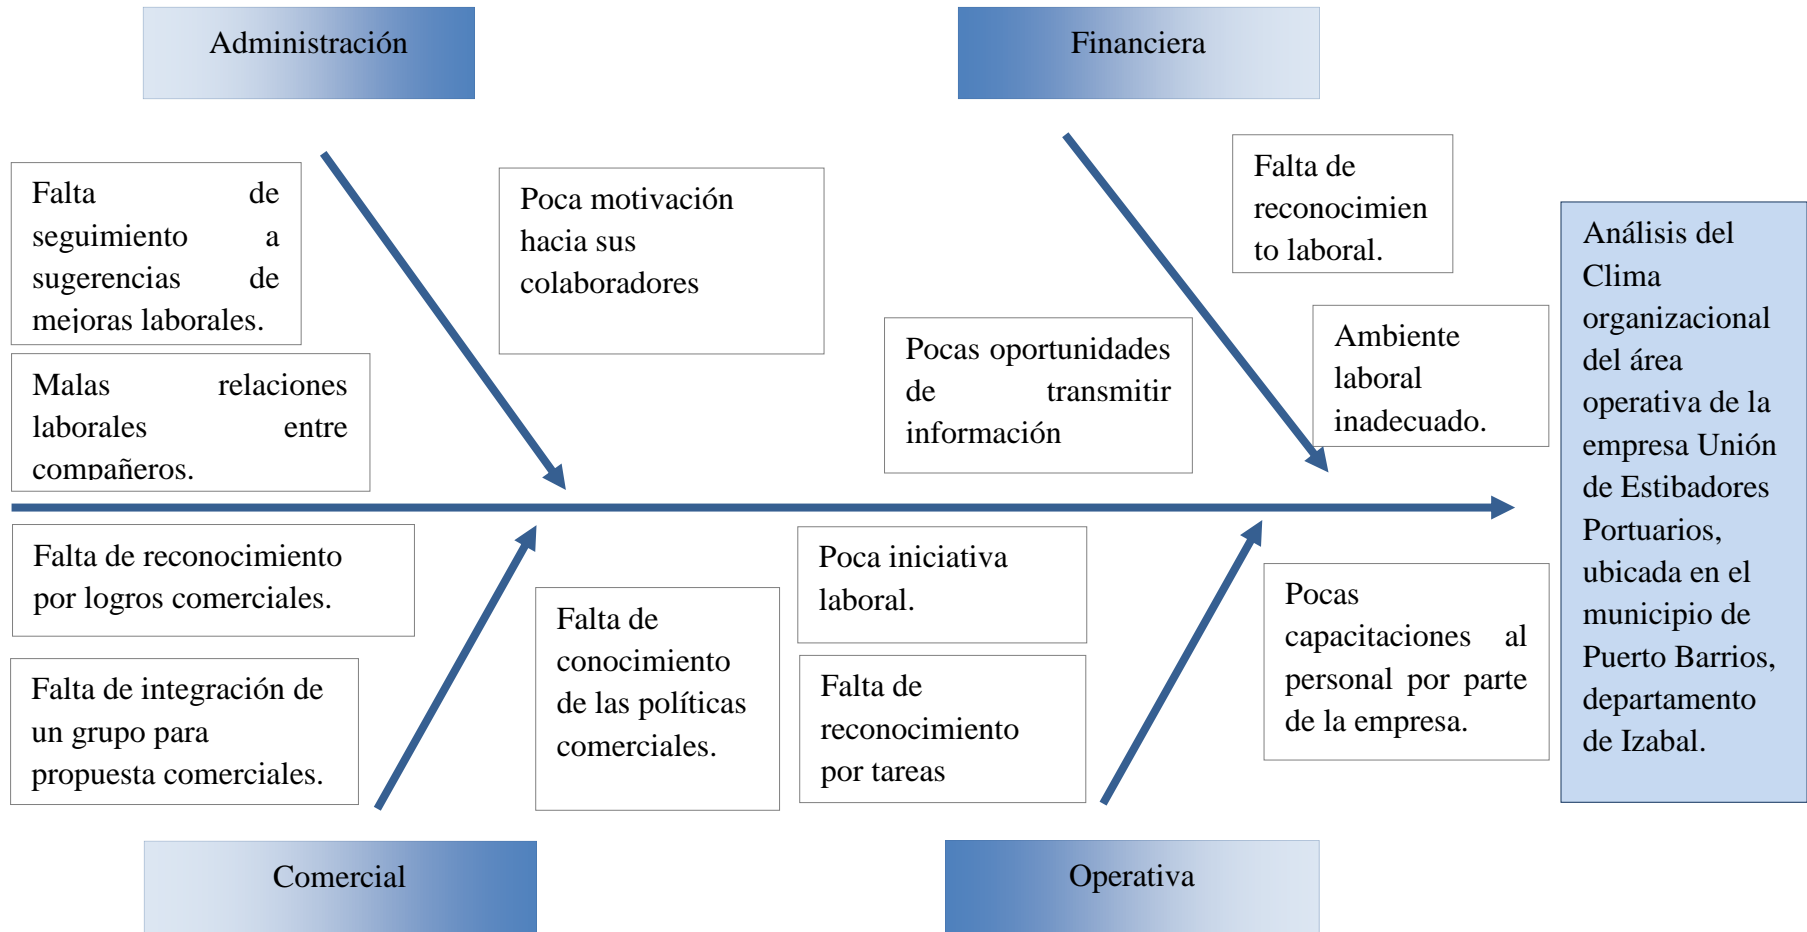 Administración
Financiera
Falta de
seguimiento a
sugerencias de
mejoras laborales.
Malas relaciones
laborales entre
compañeros.
Poca motivación
hacia sus
colaboradores
Pocas oportunidades
de transmitir
información
Falta de
reconocimien
to laboral.
Ambiente
laboral
inadecuado.
Análisis del
Clima
organizacional
del área
operativa de la
empresa Unión
de Estibadores
Portuarios,
ubicada en el
municipio de
Puerto Barrios,
departamento
de Izabal.
Falta de reconocimiento
por logros comerciales.
Falta de integración de
un grupo para
propuesta comerciales.
Falta de
conocimiento
de las políticas
comerciales.
Poca iniciativa
laboral.
Falta de
reconocimiento
por tareas
Pocas
capacitaciones al
personal por parte
de la empresa.
Comercial
Operativa